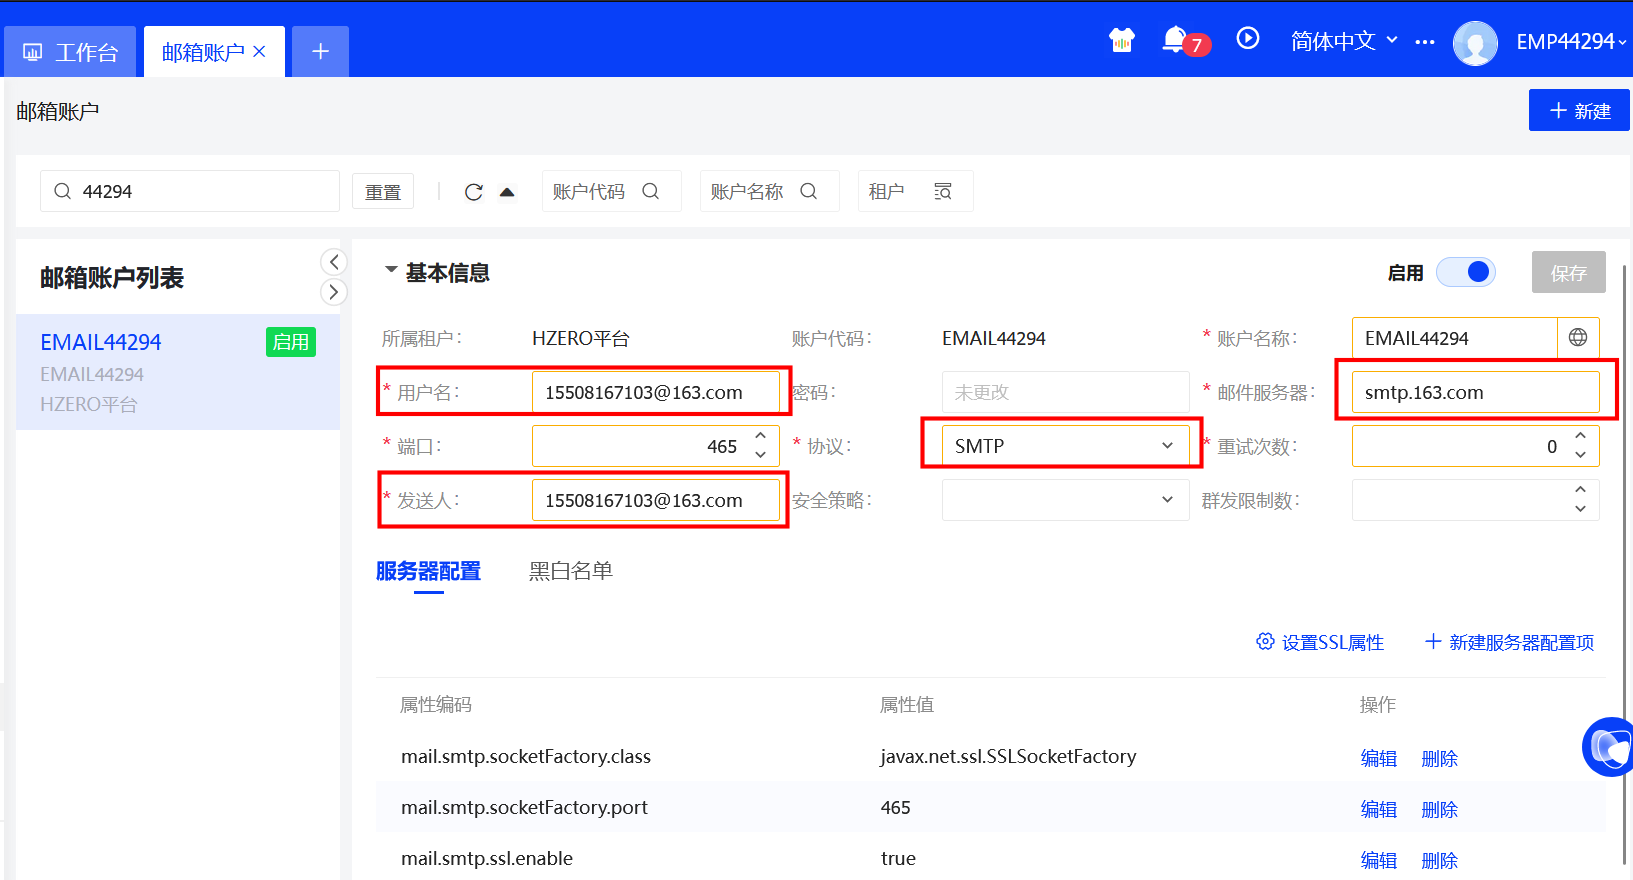 工作台 邮箱账户 × +
7 简体中文 ··· EMP44294
邮箱账户
+ 新建
44294 重置 账户代码 账户名称 租户
邮箱账户列表
EMAIL44294 启用
EMAIL44294
HZERO平台
基本信息 启用 保存
所属租户: HZERO平台 账户代码: EMAIL44294 * 账户名称: EMAIL44294
* 用户名: 15508167103@163.com 密码: 未更改 * 邮件服务器: smtp.163.com
* 端口: 465 * 协议: SMTP * 重试次数: 0
* 发送人: 15508167103@163.com 安全策略: 群发限制数:
服务器配置 黑白名单
设置SSL属性 + 新建服务器配置项
属性编码 属性值 操作
mail.smtp.socketFactory.class javax.net.ssl.SSLSocketFactory 编辑 删除
mail.smtp.socketFactory.port 465 编辑 删除
mail.smtp.ssl.enable true 编辑 删除